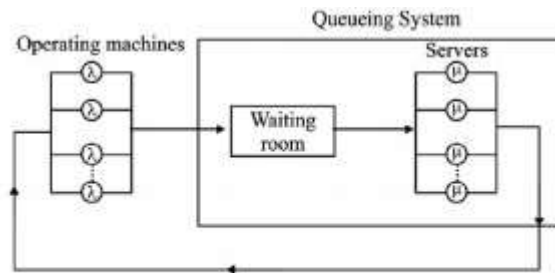 Queueing System
Operating machines
Servers
λ
μ
λ
μ
Waiting
room
λ
μ
λ
μ